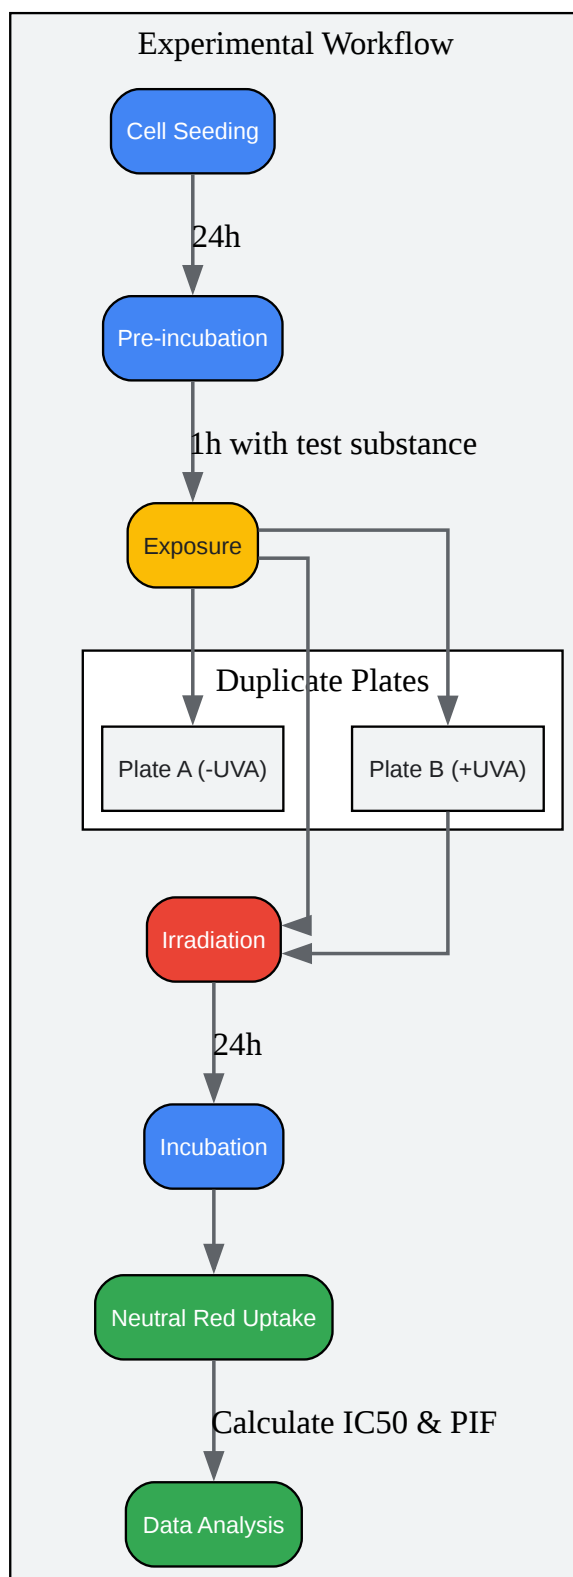 Experimental Workflow
Cell Seeding
24h
Pre-incubation
1h with test substance
Exposure
Duplicate Plates
Plate A (-UVA)
Plate B (+UVA)
Irradiation
24h
Incubation
Neutral Red Uptake
Calculate IC50 & PIF
Data Analysis